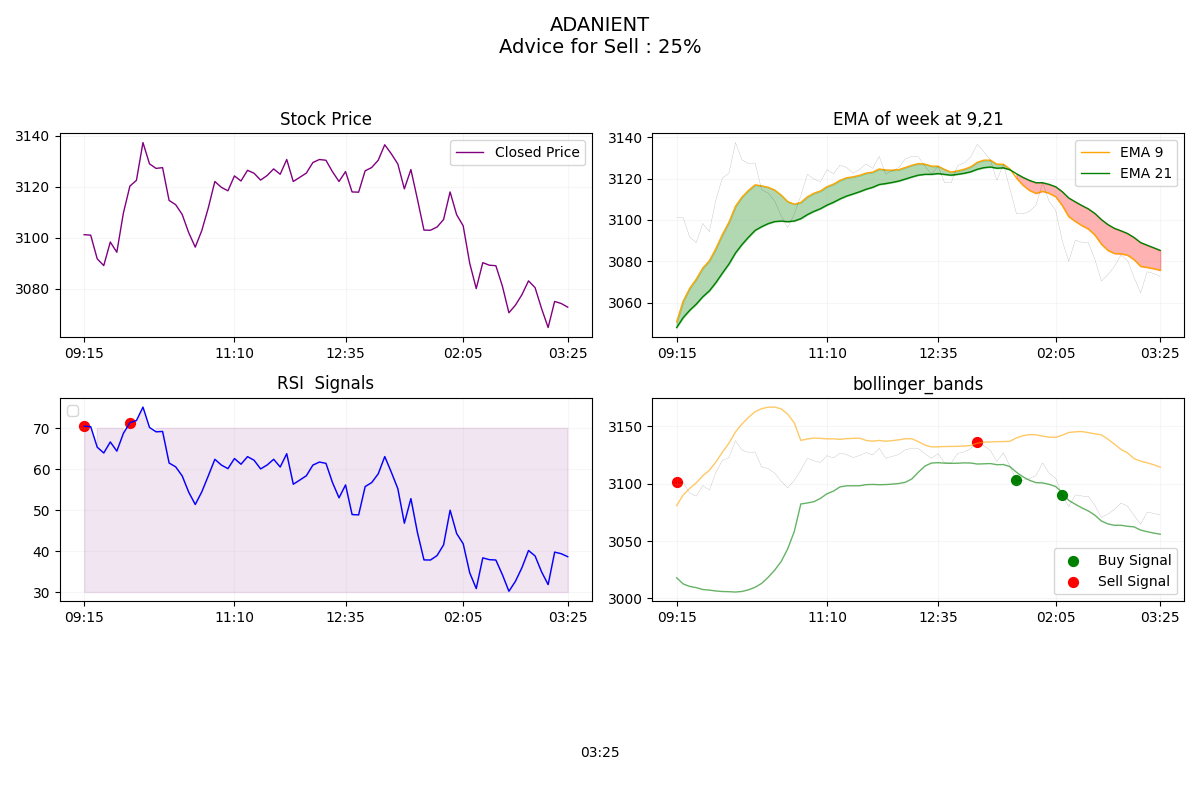 ADANIENT
Advice for Sell : 25%
Stock Price
3140
3120
3100
3080
Closed Price
09:15 11:10 12:35 02:05 03:25
EMA of week at 9,21
3140
3120
3100
3080
3060
EMA 9
EMA 21
09:15 11:10 12:35 02:05 03:25
RSI  Signals
70
60
50
40
30
09:15 11:10 12:35 02:05 03:25
bollinger_bands
3150
3100
3050
3000
Buy Signal
Sell Signal
09:15 11:10 12:35 02:05 03:25
03:25